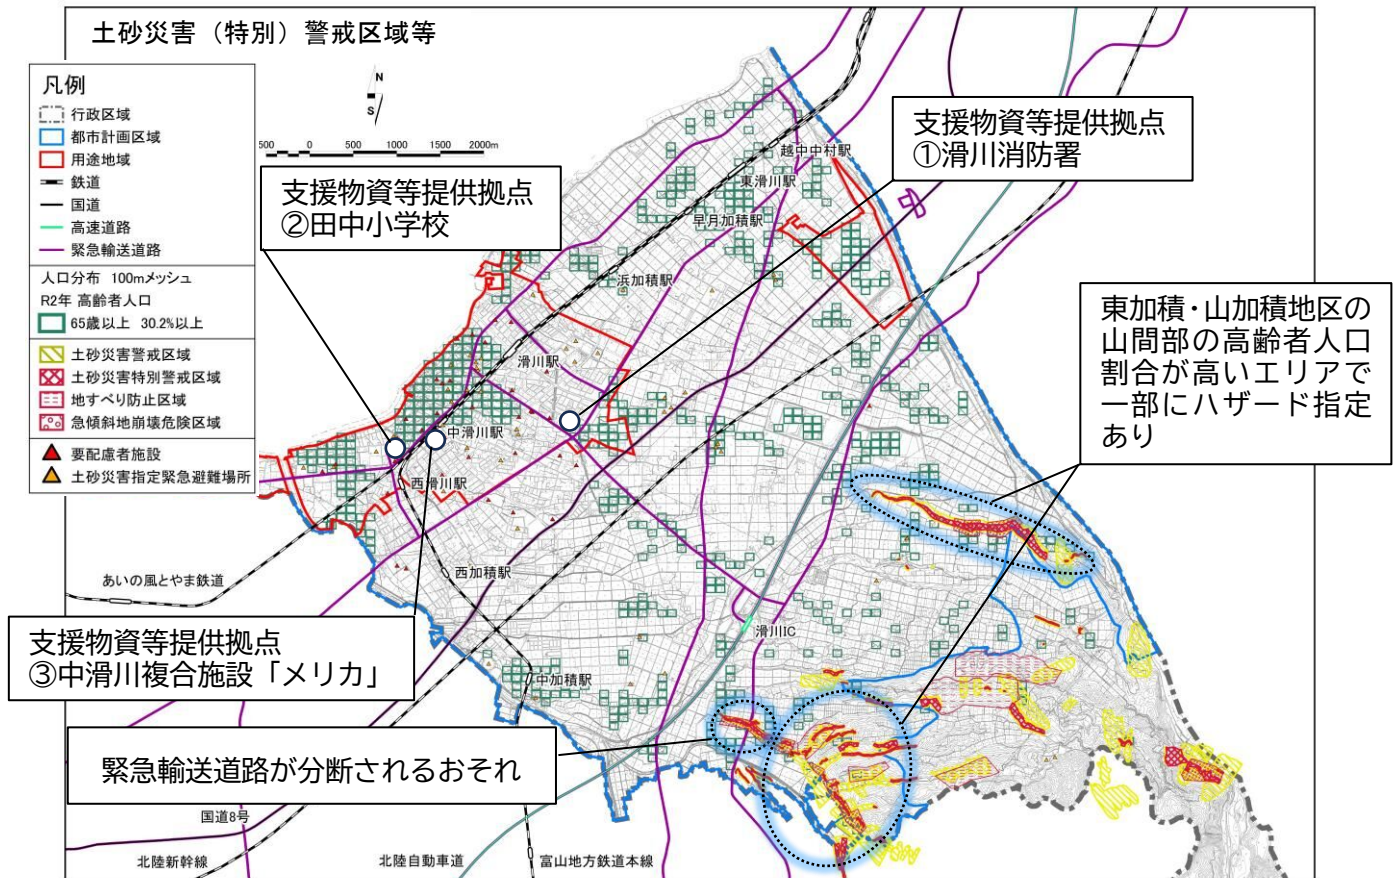 土砂災害（特別）警戒区域等
凡例
行政区域
都市計画区域
用途地域
鉄道
国道
高速道路
緊急輸送道路
人口分布 100mメッシュ
R2年 高齢者人口
65歳以上 30.2%以上
土砂災害警戒区域
土砂災害特別警戒区域
地すべり防止区域
急傾斜地崩壊危険区域
要配慮者施設
土砂災害指定緊急避難場所
N
S
500 0 500 1000 1500 2000m
支援物資等提供拠点
①滑川消防署
支援物資等提供拠点
②田中小学校
越中中村駅
東滑川駅
早月加積駅
浜加積駅
滑川駅
中滑川駅
西滑川駅
西加積駅
中加積駅
滑川IC
東加積・山加積地区の
山間部の高齢者人口
割合が高いエリアで
一部にハザード指定
あり
あいの風とやま鉄道
支援物資等提供拠点
③中滑川複合施設「メリカ」
緊急輸送道路が分断されるおそれ
国道8号
北陸新幹線
北陸自動車道
富山地方鉄道本線